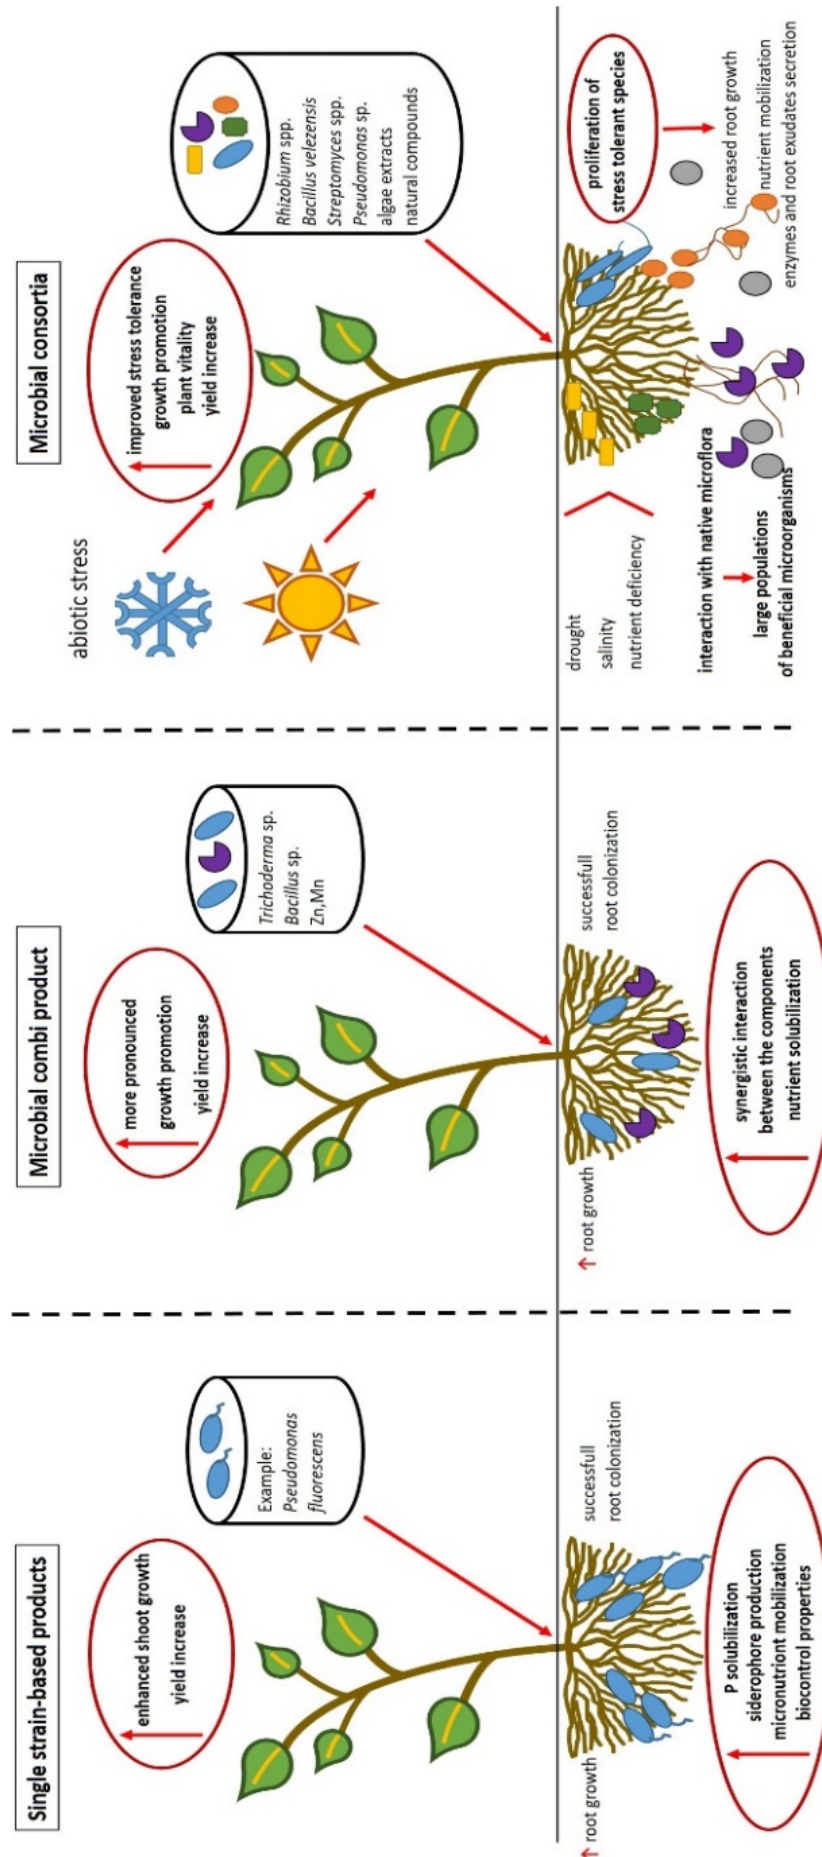 Single strain-based products
enhanced shoot growth
yield increase
Example:
Pseudomonas
fluorescens
↑ root growth
successfull
root colonization
P solubilization
siderophore production
micronutriont mobilization
biocontrol properties
Microbial combi product
more pronounced
growth promotion
yield increase
Trichoderma sp.
Bacillus sp.
Zn,Mn
↑ root growth
successfull
root colonization
synergistic interaction
between the components
nutrient solubilization
Microbial consortia
abiotic stress
improved stress tolerance
growth promotion
plant vitality
yield increase
Rhizobium spp.
Bacillus velezensis
Streptomyces spp.
Pseudomonas sp.
algae extracts
natural compounds
drought
salinity
nutrient deficiency
interaction with native microflora
large populations
of beneficial microorganisms
proliferation of
stress tolerant species
increased root growth
nutrient mobilization
enzymes and root exudates secretion